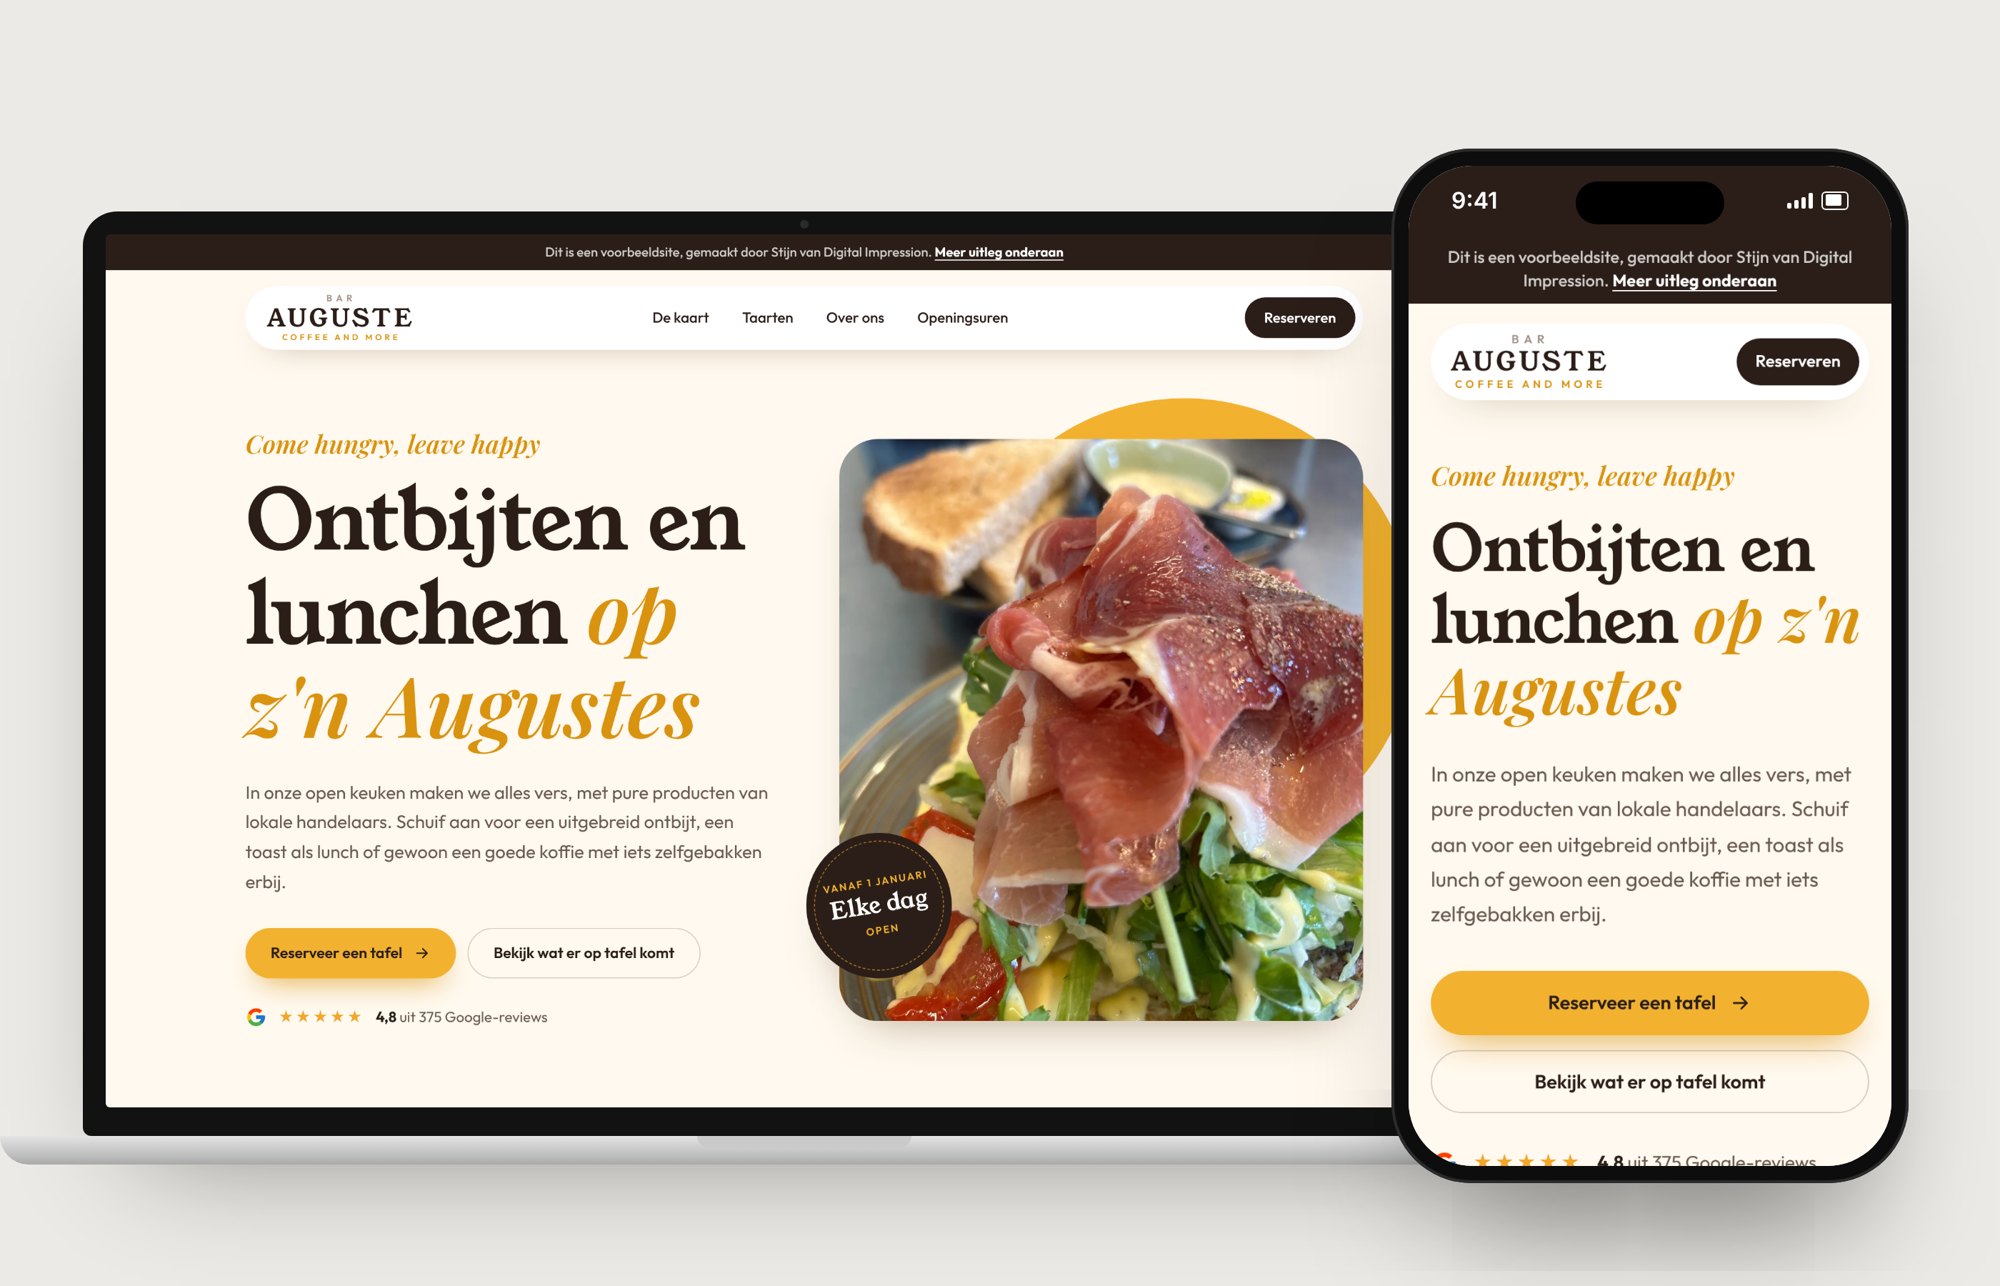 Dit is een voorbeeldsite, gemaakt door Stijn van Digital Impression. Meer uitleg onderaan
BAR
AUGUSTE
COFFEE AND MORE
De kaart
Taarten
Over ons
Openingsuren
Reserveren
Come hungry, leave happy
Ontbijten en
lunchen op
z'n Augustes
In onze open keuken maken we alles vers, met pure producten van
lokale handelaars. Schuif aan voor een uitgebreid ontbijt, een
toast als lunch of gewoon een goede koffie met iets zelfgebakken
erbij.
Reserveer een tafel →
Bekijk wat er op tafel komt
G ★★★★★ 4,8 uit 375 Google-reviews
VANAF 1 JANUARI
Elke dag
OPEN
9:41
Dit is een voorbeeldsite, gemaakt door Stijn van Digital
Impression. Meer uitleg onderaan
BAR
AUGUSTE
COFFEE AND MORE
Reserveren
Come hungry, leave happy
Ontbijten en
lunchen op z'n
Augustes
In onze open keuken maken we alles vers, met
pure producten van lokale handelaars. Schuif
aan voor een uitgebreid ontbijt, een toast als
lunch of gewoon een goede koffie met iets
zelfgebakken erbij.
Reserveer een tafel →
Bekijk wat er op tafel komt
G ★★★★★ 4,8 uit 375 Google-reviews